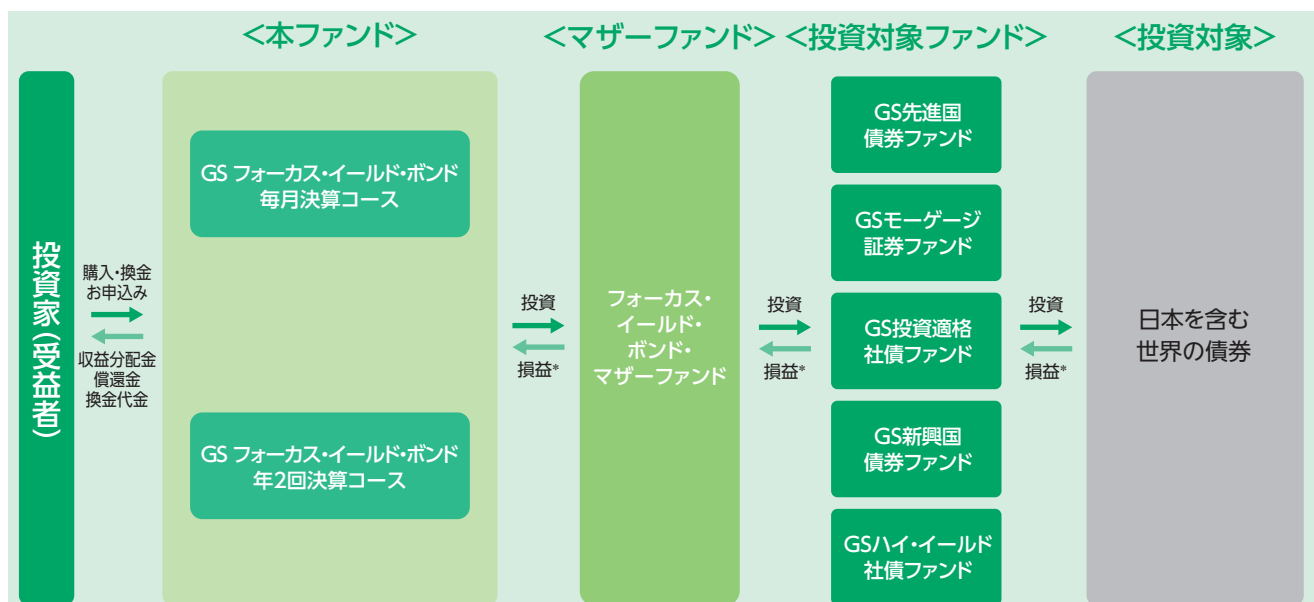 <本ファンド>
<マザーファンド>
<投資対象ファンド>
<投資対象>
投資家(受益者)
購入・換金
お申込み
収益分配金
償還金
換金代金
GS フォーカス・イールド・ボンド
毎月決算コース
GS フォーカス・イールド・ボンド
年2回決算コース
投資
損益*
フォーカス・
イールド・
ボンド・
マザーファンド
投資
損益*
GS先進国
債券ファンド
GSモーゲージ
証券ファンド
GS投資適格
社債ファンド
GS新興国
債券ファンド
GSハイ・イールド
社債ファンド
投資
損益*
日本を含む
世界の債券